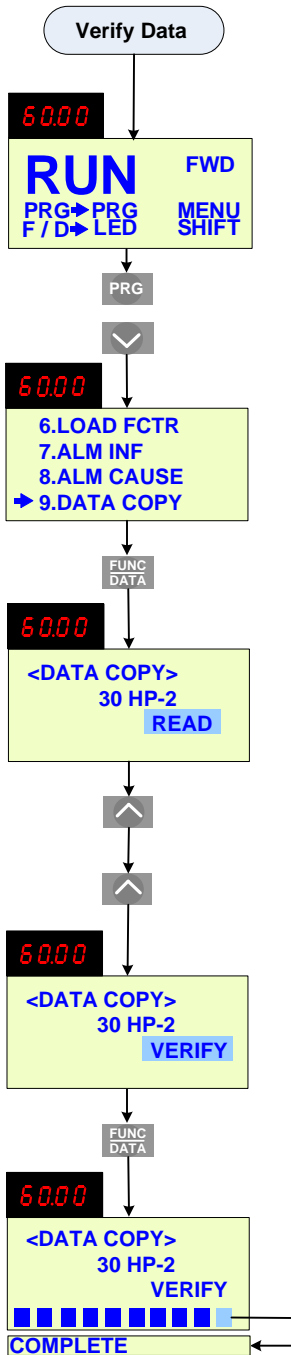 Verify Data
60.00
RUN FWD
PRG➡PRG MENU
F / D➡ LED SHIFT
PRG
60.00
6.LOAD FCTR
7.ALM INF
8.ALM CAUSE
➡ 9.DATA COPY
FUNC
DATA
60.00
<DATA COPY>
30 HP-2
READ
60.00
<DATA COPY>
30 HP-2
VERIFY
FUNC
DATA
60.00
<DATA COPY>
30 HP-2
VERIFY
COMPLETE